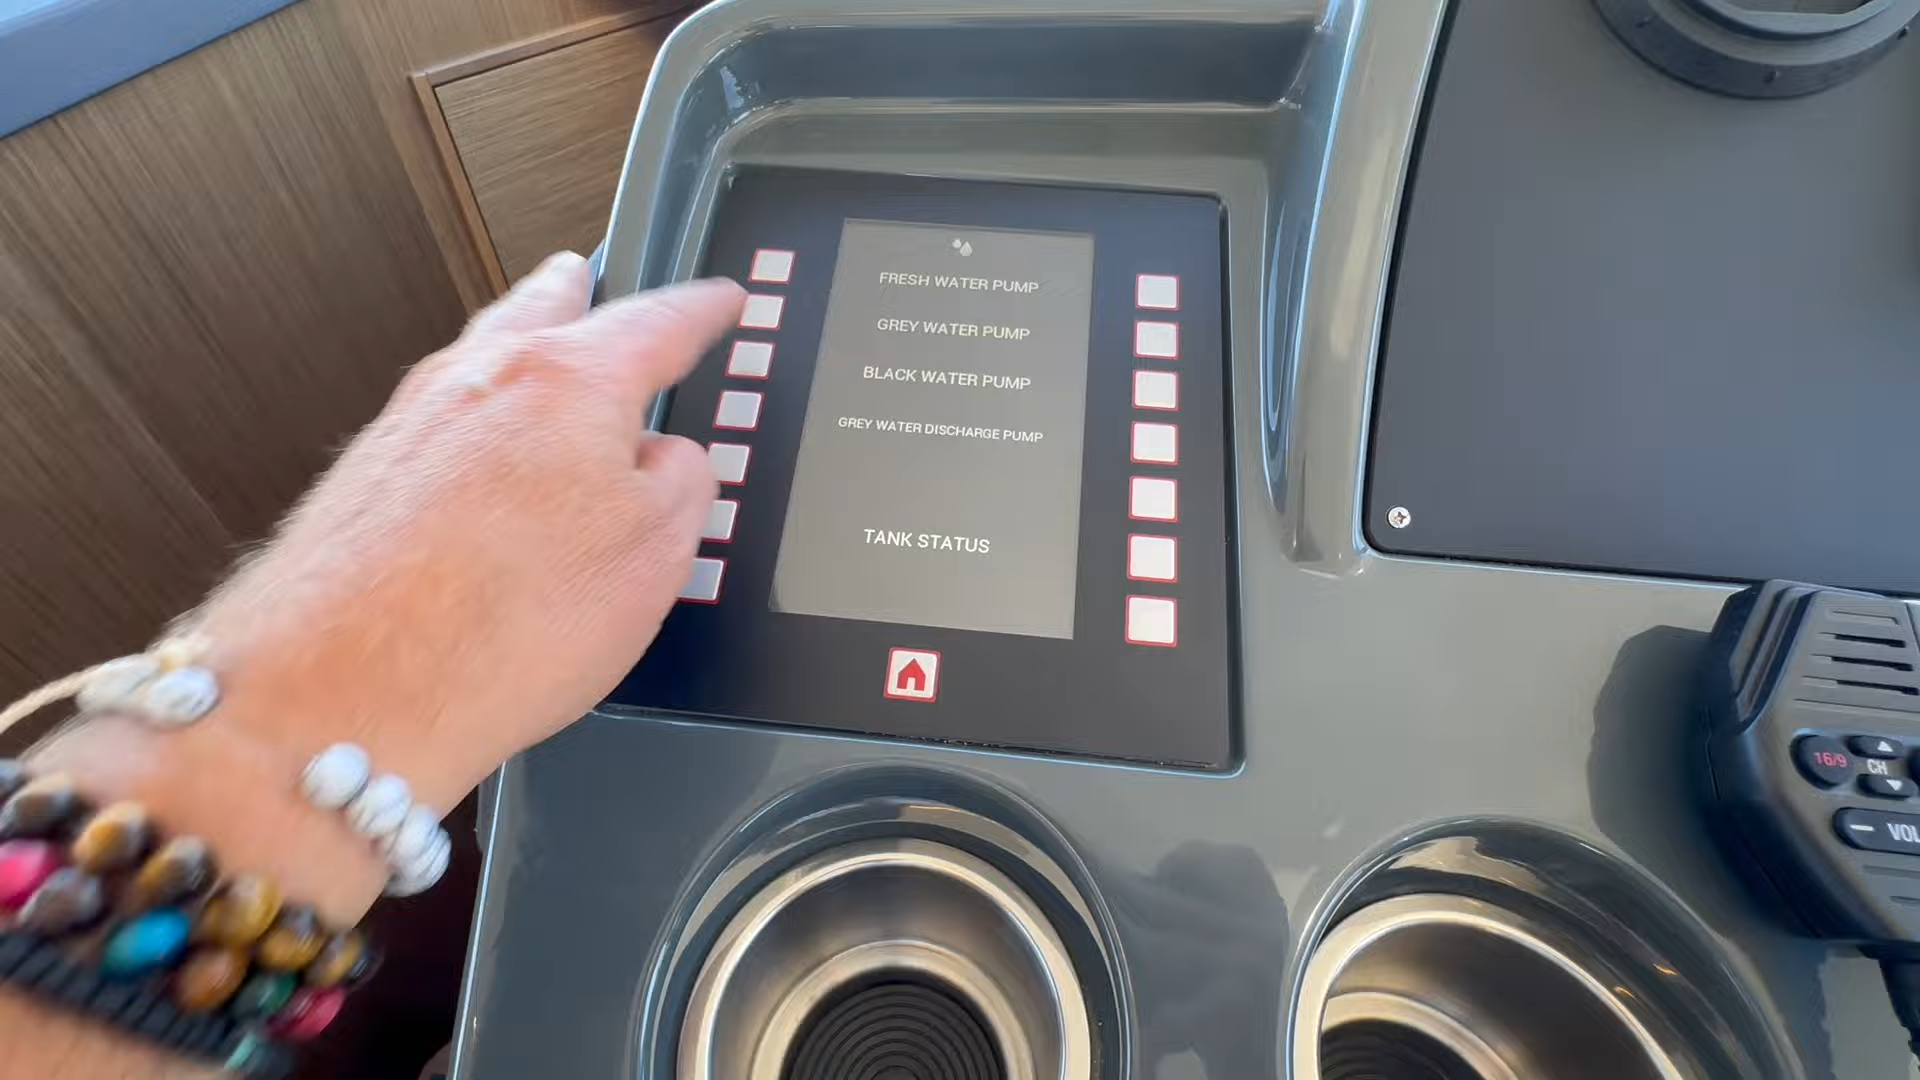 FRESH WATER PUMP
GREY WATER PUMP
BLACK WATER PUMP
GREY WATER DISCHARGE PUMP
TANK STATUS
16/9
CH
VOL